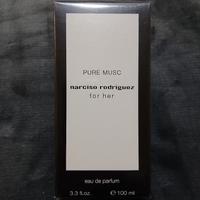 PURE MUSC
narciso rodriguez
for her
eau de parfum
3.3 fl.oz. e 100 ml